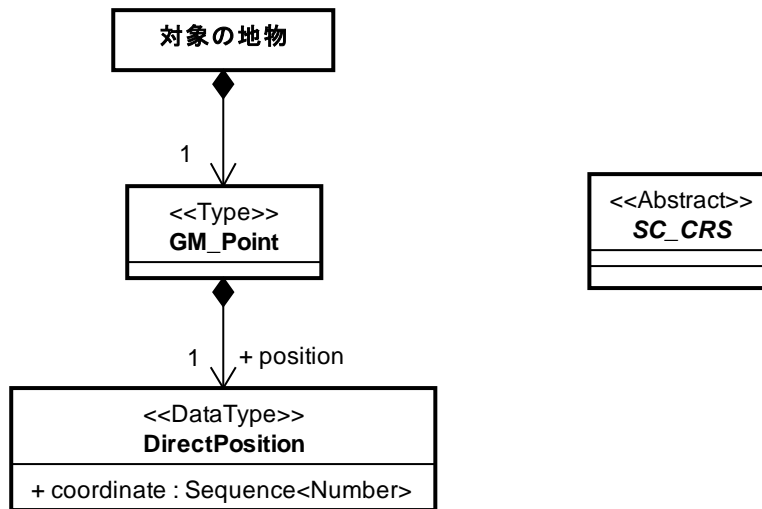 対象の地物
1
<<Type>>
GM_Point
<<Abstract>>
SC_CRS
1
+ position
<<DataType>>
DirectPosition
+ coordinate : Sequence<Number>